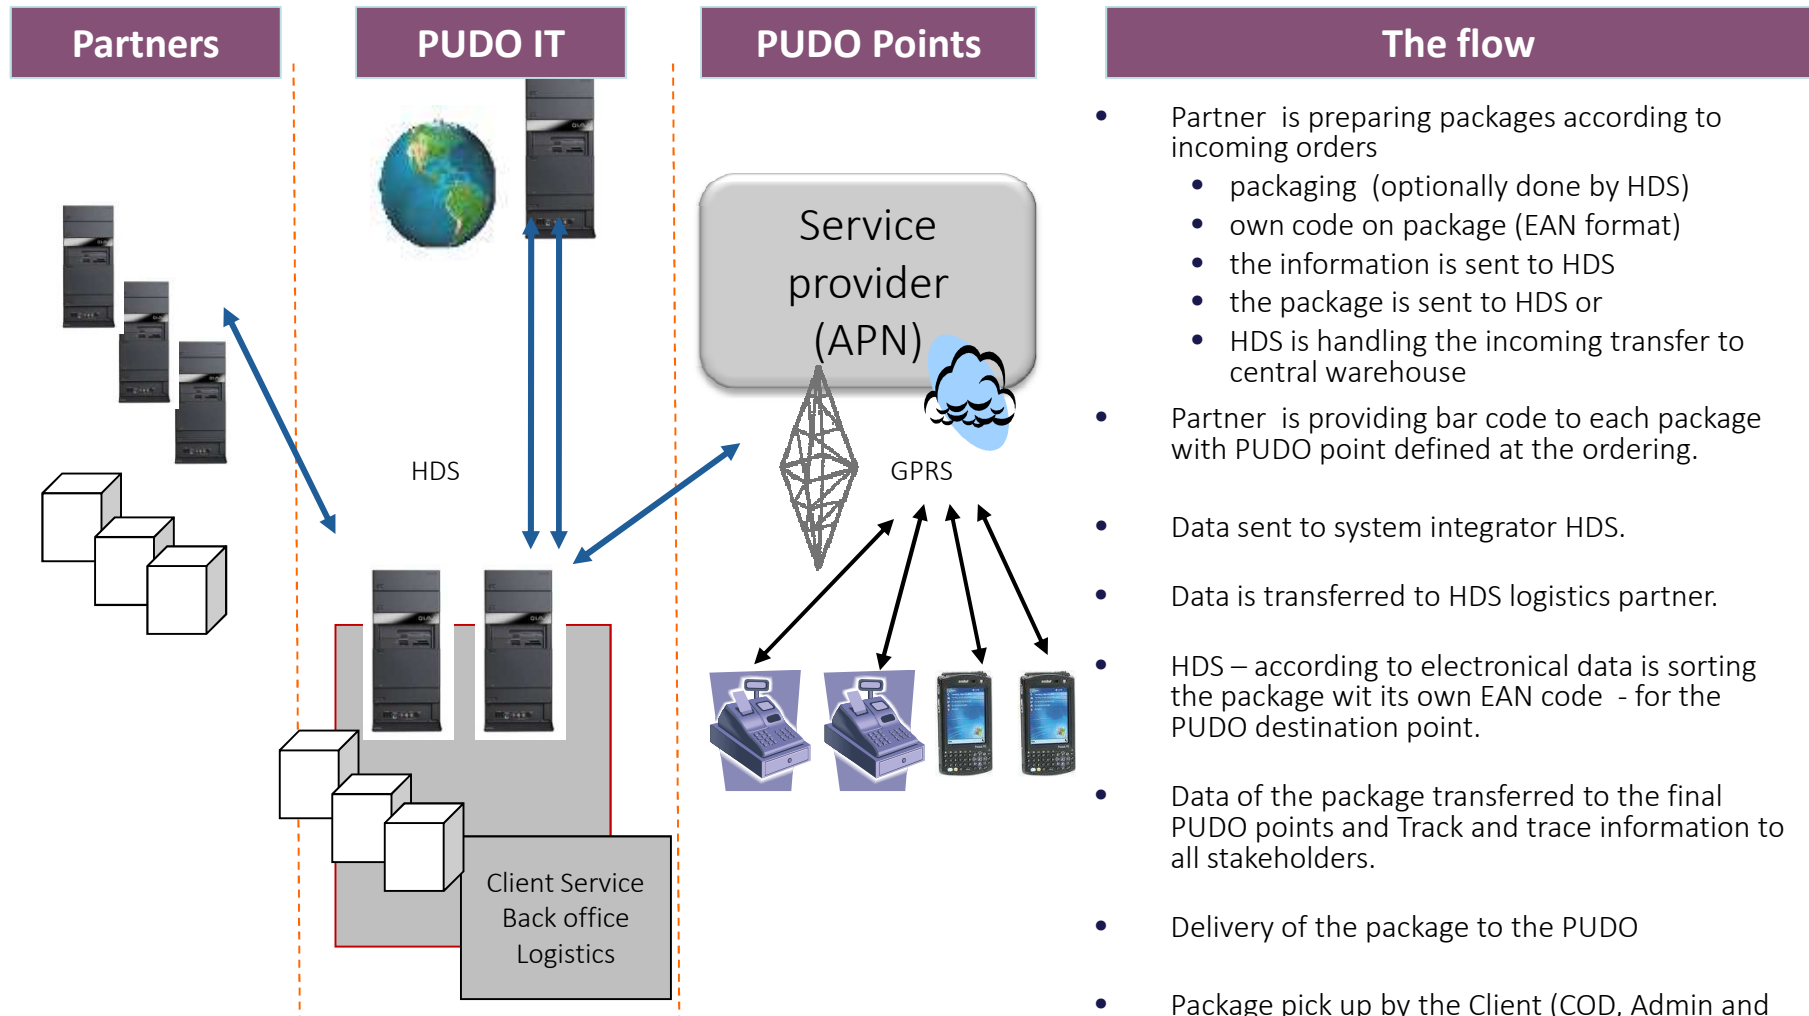 Partners
PUDO IT
PUDO Points
The flow
Service
provider
(APN)
HDS
GPRS
Client Service
Back office
Logistics
• Partner  is preparing packages according to
incoming orders
• packaging  (optionally done by HDS)
• own code on package (EAN format)
• the information is sent to HDS
• the package is sent to HDS or
• HDS is handling the incoming transfer to
central warehouse
• Partner  is providing bar code to each package
with PUDO point defined at the ordering.
• Data sent to system integrator HDS.
• Data is transferred to HDS logistics partner.
• HDS – according to electronical data is sorting
the package wit its own EAN code  - for the
PUDO destination point.
• Data of the package transferred to the final
PUDO points and Track and trace information to
all stakeholders.
• Delivery of the package to the PUDO
• Package pick up by the Client (COD, Admin and